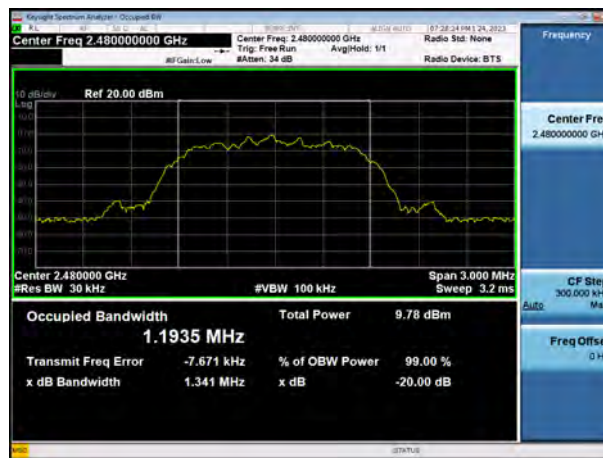 Keysight Spectrum Analyzer - Occupied BW
RL
07:28:24 PM 1 24, 2023
Center Freq 2.480000000 GHz
Center Freq: 2.480000000 GHz
Radio Std: None
Frequency
Trig: Free Run
Avg|Hold: 1/1
#IFGain:Low
#Atten: 34 dB
Radio Device: BTS
10 dB/div
Ref 20.00 dBm
Log
Center Fre
2.480000000 GH
Center 2.480000 GHz
Span 3.000 MHz
#Res BW 30 kHz
#VBW 100 kHz
Sweep 3.2 ms
CF Ste
300.000 kH
Auto
Ma
Occupied Bandwidth
Total Power
9.78 dBm
1.1935 MHz
Transmit Freq Error
-7.671 kHz
% of OBW Power
99.00 %
x dB Bandwidth
1.341 MHz
x dB
-20.00 dB
Freq Offse
0 H
MSG
STATUS